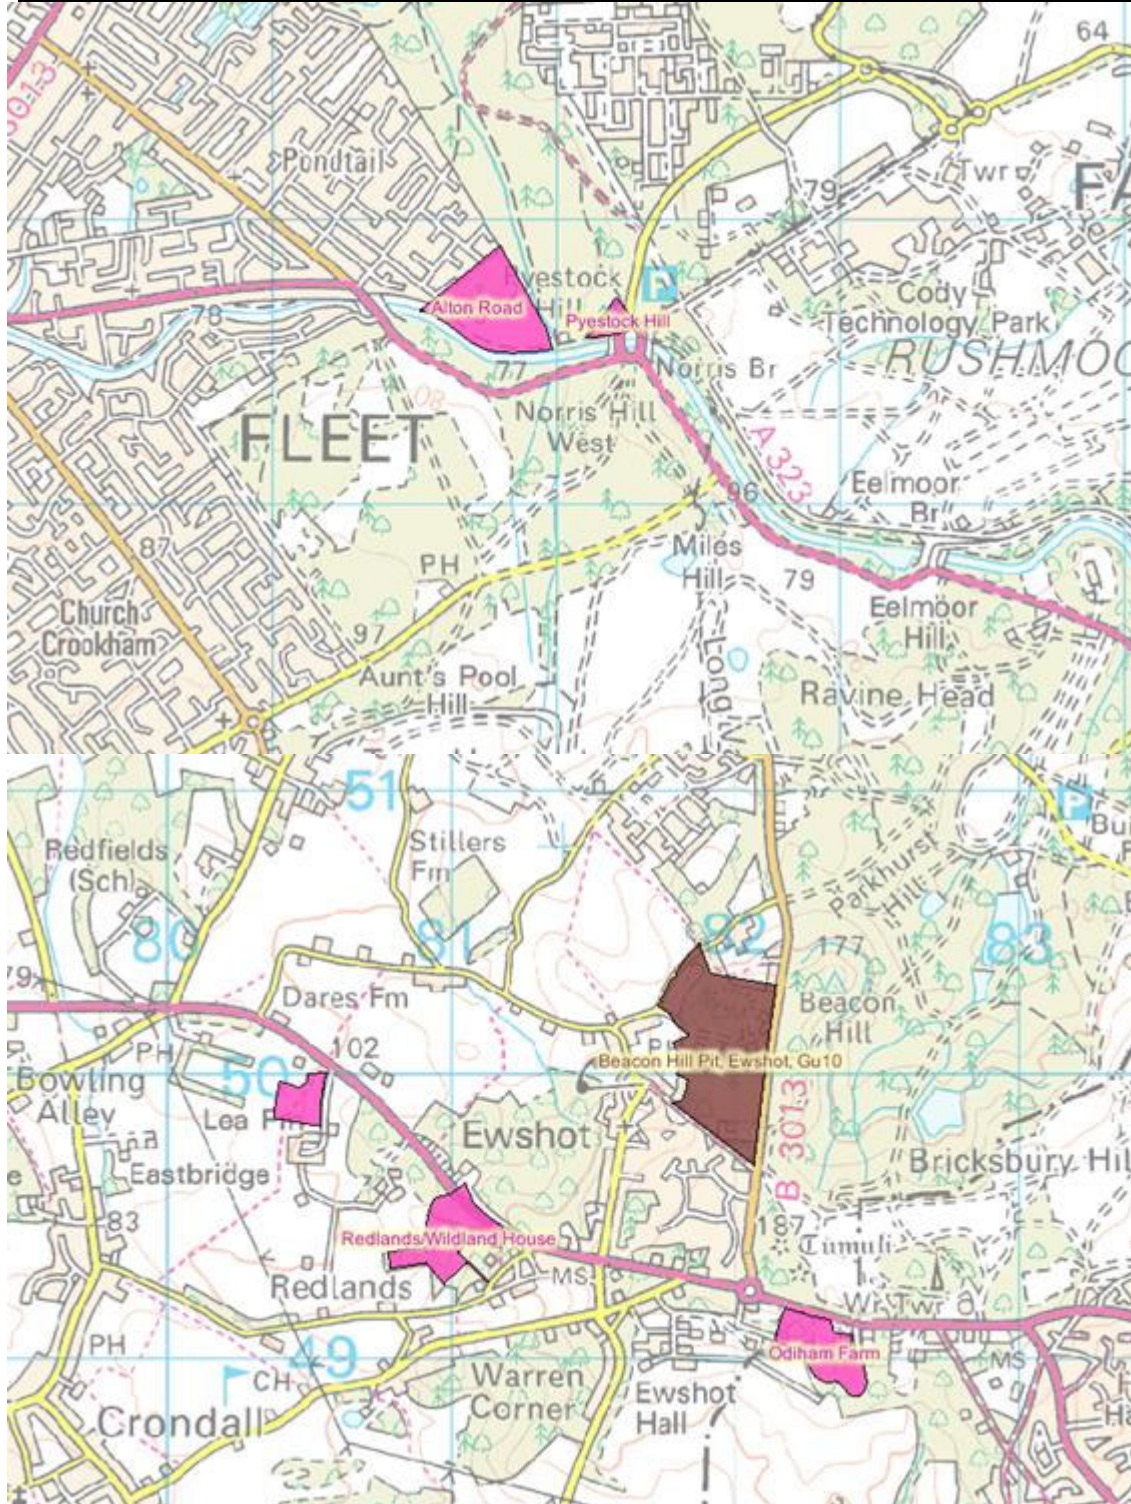 64
3013
Pondtail
Twr
79
FA
Pyestock
Hill
P
Alton Road
Pyestock Hill
78
Cody
Technology Park
RUSHMOO
77
Norris Br
Norris Hill
West
FLEET
A 323
96
Eelmoor
Br
87
PH
Miles
Hill
79
Church
Crookham
97
Eelmoor
Hill
Long
Aunt's Pool
Hill
Ravine Head
51
P
Redfields
(Sch)
Stillers
Fm
Parkhurst
Hill
80
81
82
83
177
Dares Fm
Beacon
Hill
PH
102
Beacon Hill Pit, Ewshot, Gu10
50
Bowling
Alley
Lea
Ewshot
B 3013
Bricksbury Hil
Eastbridge
83
187
Redlands/Wildland House
Tumuli
Redlands
MS
Wr Twr
PH
49
Odiham Farm
MS
CH
Warren
Corner
Ewshot
Hall
Crondall